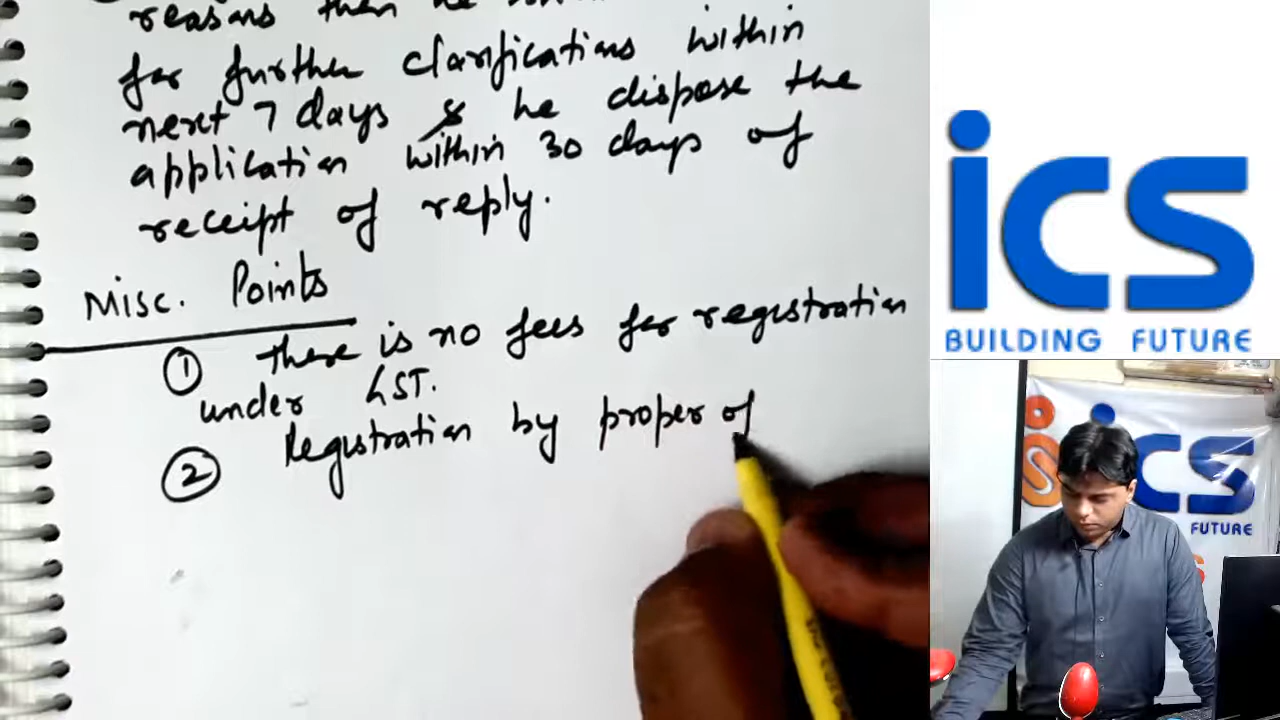 reasons then he
for further clarifications within
next 7 days & he dispose the
application within 30 days of
receipt of reply.
Misc. Points
① there is no fees for registration
under GST.
② Registration by proper of
ics
BUILDING FUTURE
ics
FUTURE